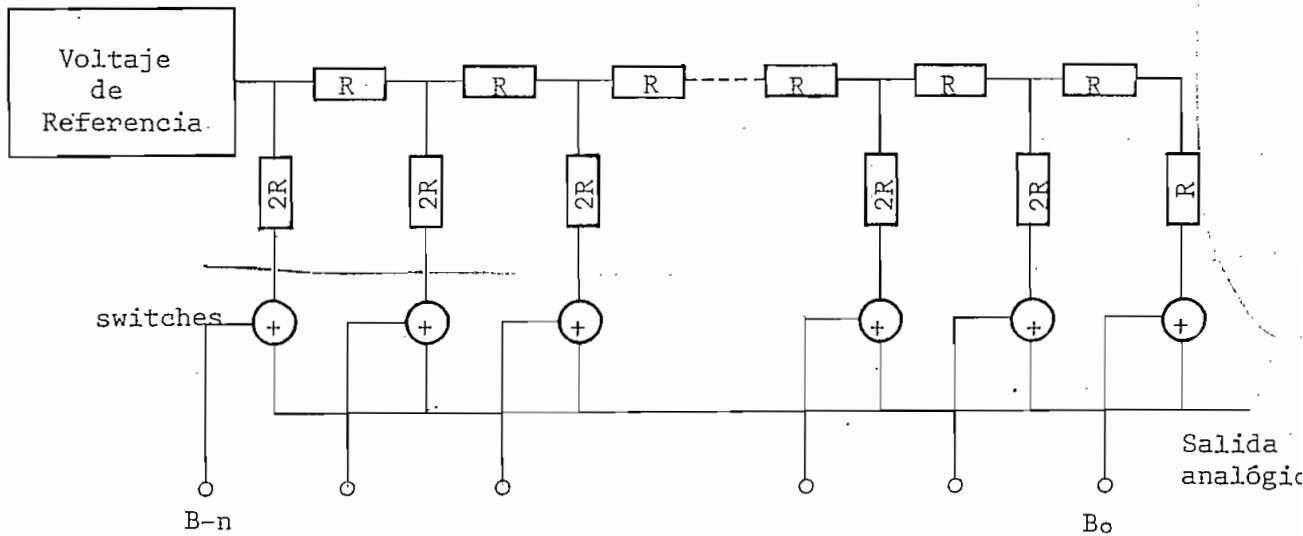 Voltaje
de
Referencia
R R R R R R
2R 2R 2R 2R 2R R
switches + + + + + +
Salida
analógic
B-n Bo